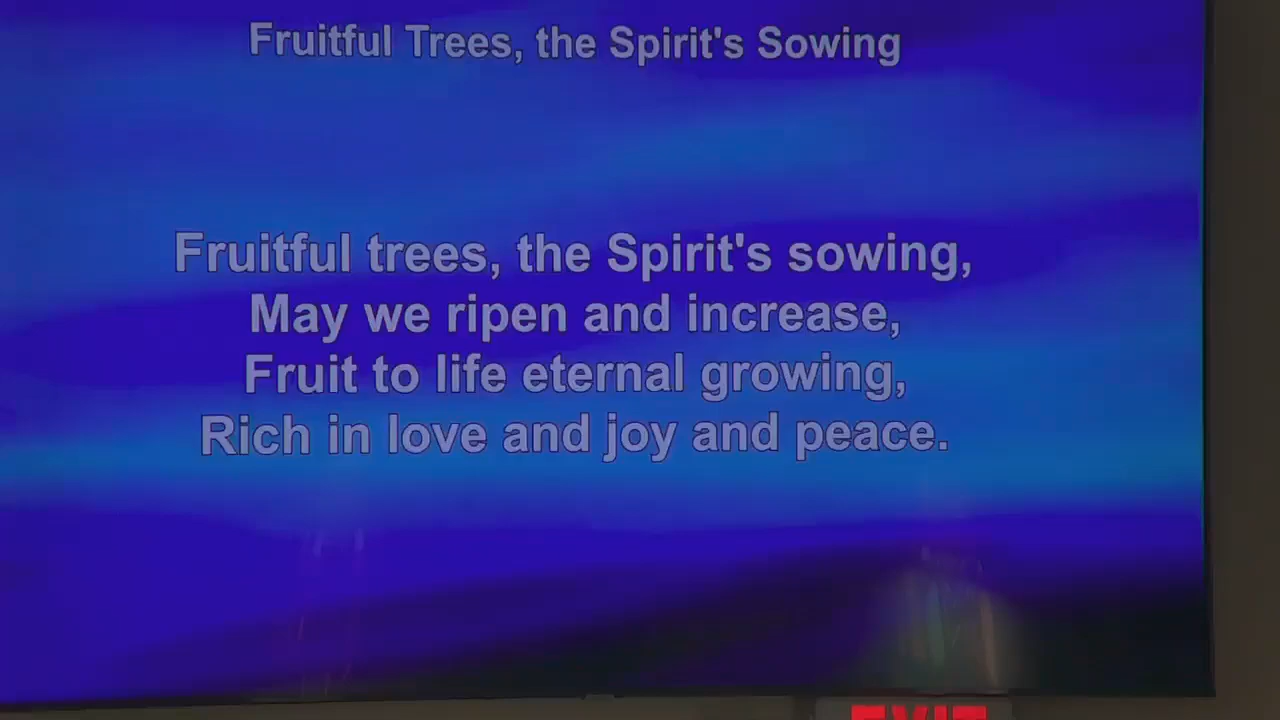 Fruitful Trees, the Spirit's Sowing
Fruitful trees, the Spirit's sowing,
May we ripen and increase,
Fruit to life eternal growing,
Rich in love and joy and peace.
EXIT